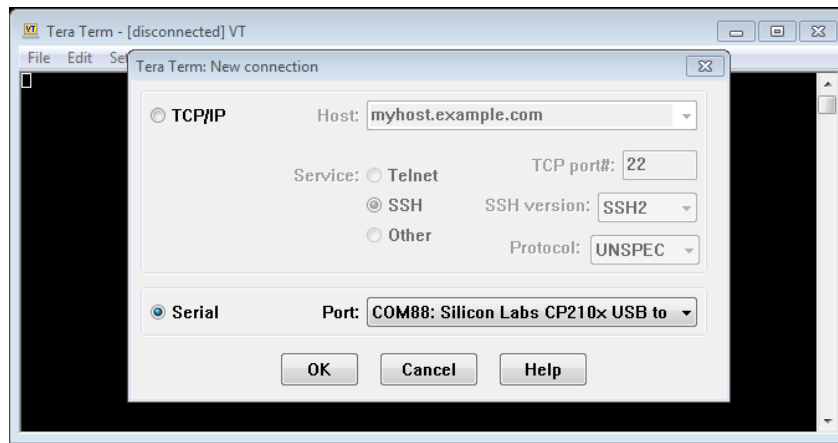 VT Tera Term - [disconnected] VT
File Edit Set
Tera Term: New connection
TCP/IP Host: myhost.example.com
Service: Telnet TCP port#: 22
SSH SSH version: SSH2
Other Protocol: UNSPEC
Serial Port: COM88: Silicon Labs CP210x USB to
OK Cancel Help